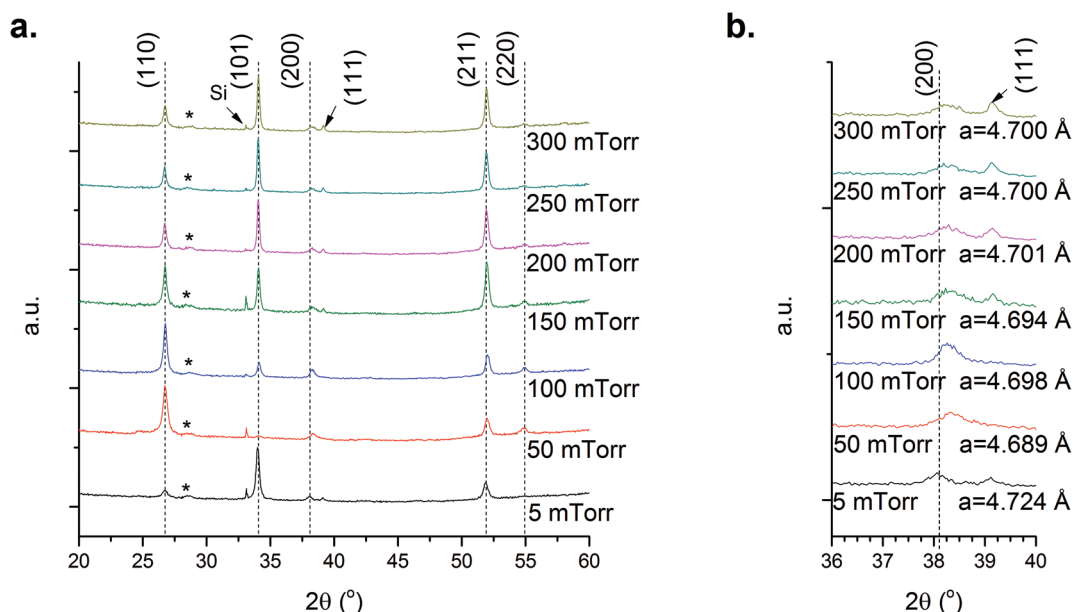 a.
(110)
Si
(101)
(200)
(111)
(211)
(220)
*
300 mTorr
*
250 mTorr
*
200 mTorr
*
150 mTorr
*
100 mTorr
*
50 mTorr
*
5 mTorr
a.u.
20 25 30 35 40 45 50 55 60
2θ (°)
b.
(200)
(111)
300 mTorr a=4.700 Å
250 mTorr a=4.700 Å
200 mTorr a=4.701 Å
150 mTorr a=4.694 Å
100 mTorr a=4.698 Å
50 mTorr a=4.689 Å
5 mTorr a=4.724 Å
a.u.
36 37 38 39 40
2θ (°)